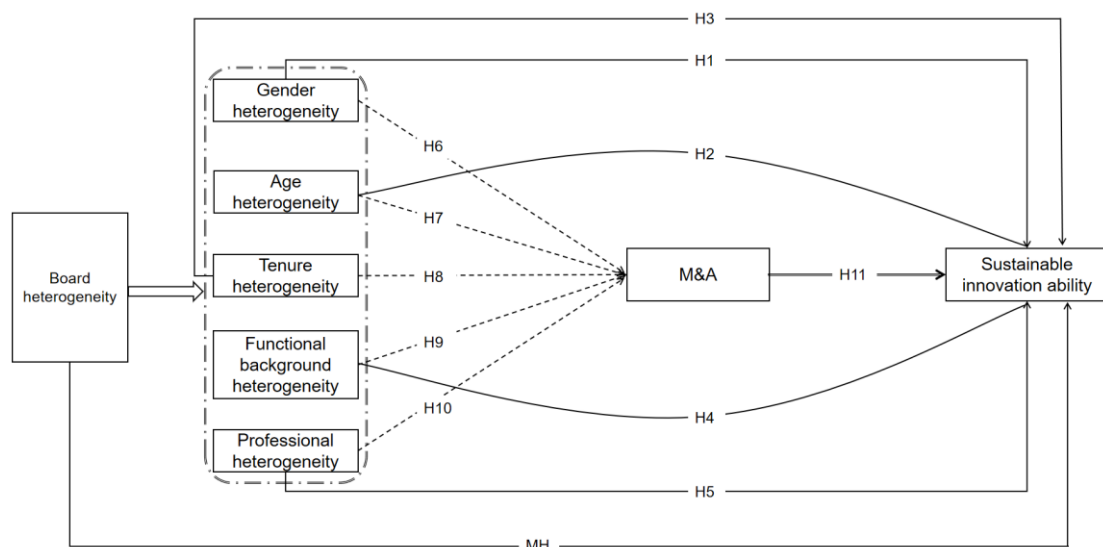 H3
H1
Gender
heterogeneity
H6
H2
Age
heterogeneity
H7
Board
heterogeneity
Tenure
heterogeneity
H8
M&A
H11
Sustainable
innovation ability
Functional
background
heterogeneity
H9
H10
H4
Professional
heterogeneity
H5
MH